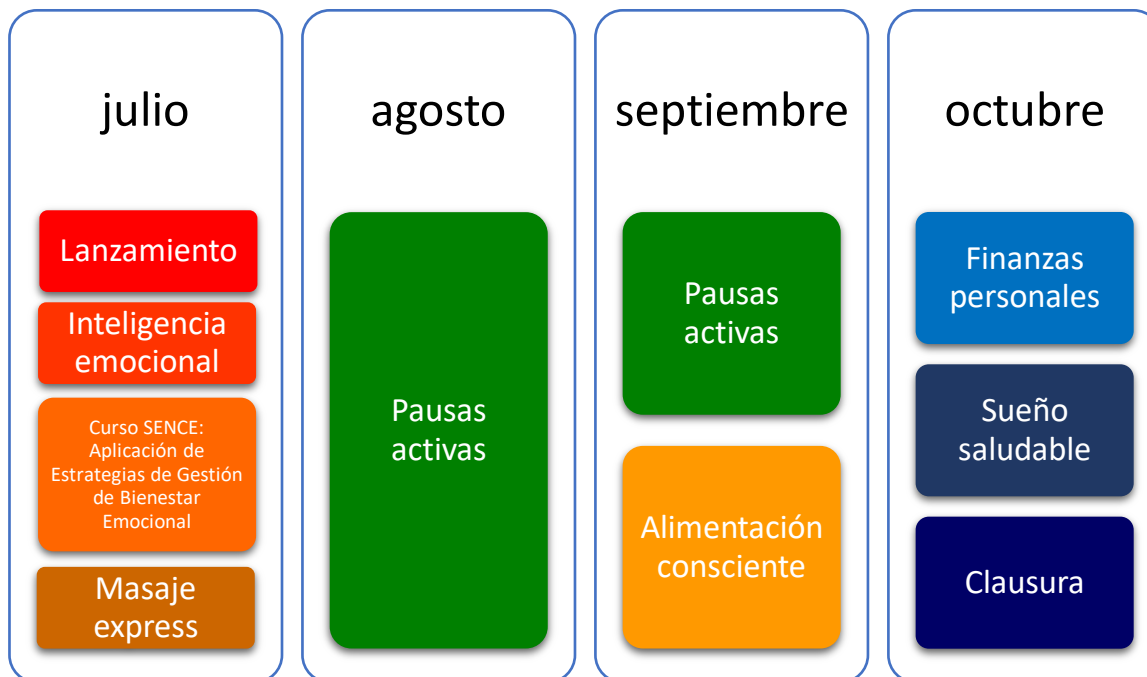 julio
Lanzamiento
Inteligencia
emocional
Curso SENCE:
Aplicación de
Estrategias de Gestión
de Bienestar
Emocional
Masaje
express
agosto
Pausas
activas
septiembre
Pausas
activas
Alimentación
consciente
octubre
Finanzas
personales
Sueño
saludable
Clausura